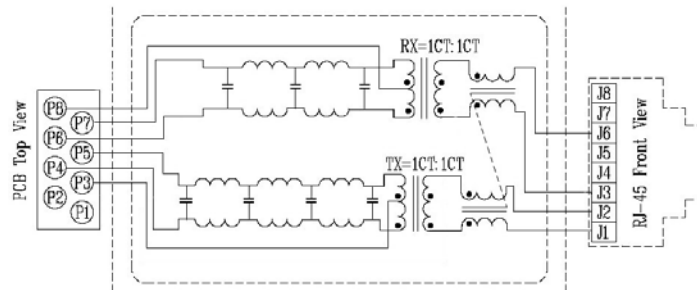 PCB Top View
P8
P7
P6
P5
P4
P3
P2
P1
RX=1CT:1CT
TX=1CT:1CT
J8
J7
J6
J5
J4
J3
J2
J1
RJ-45 Front View